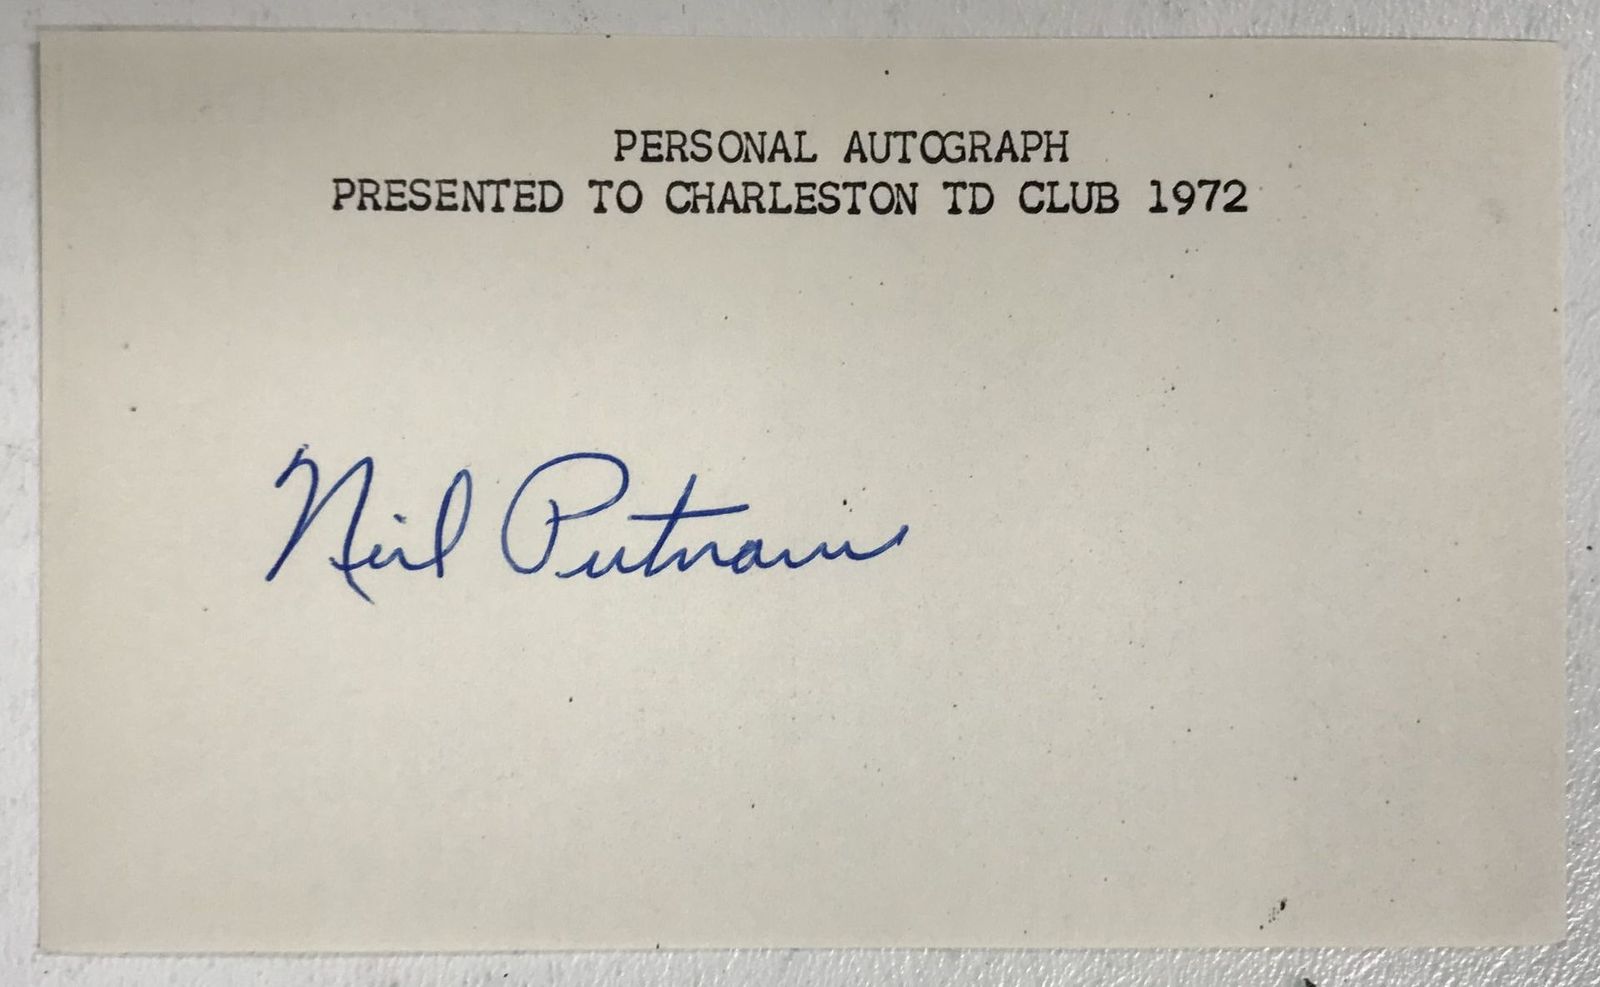 PERSONAL AUTOGRAPH
PRESENTED TO CHARLESTON TD CLUB 1972
Neil Putnam